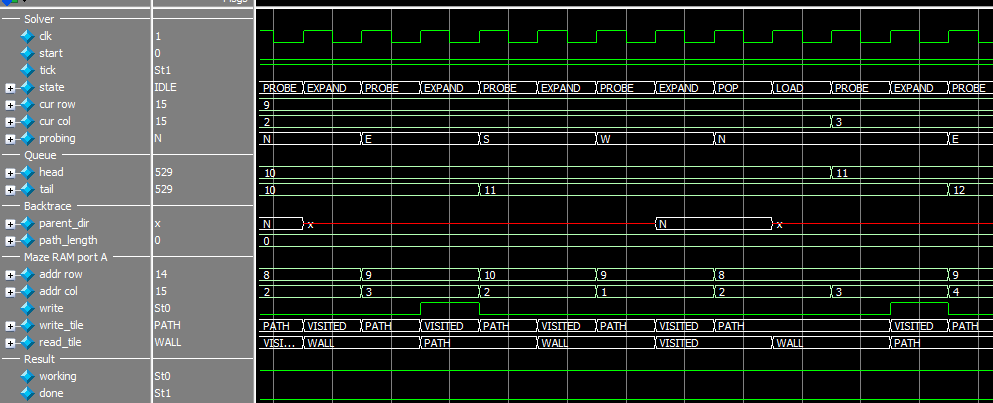 Msgs
Solver
clk 1
start 0
tick St1
state IDLE PROBE EXPAND PROBE EXPAND PROBE EXPAND PROBE EXPAND POP LOAD PROBE EXPAND PROBE
cur row 15 9
cur col 15 2 3
probing N N E S W N E
Queue
head 529 10 11
tail 529 10 11 12
Backtrace
parent_dir x N x N x
path_length 0 0
Maze RAM port A
addr row 14 8 9 10 9 8 9
addr col 15 2 3 2 1 2 3 4
write St0
write_tile PATH PATH VISITED PATH VISITED PATH VISITED PATH VISITED PATH VISITED PATH
read_tile WALL VISI... WALL PATH WALL VISITED WALL PATH
Result
working St0
done St1